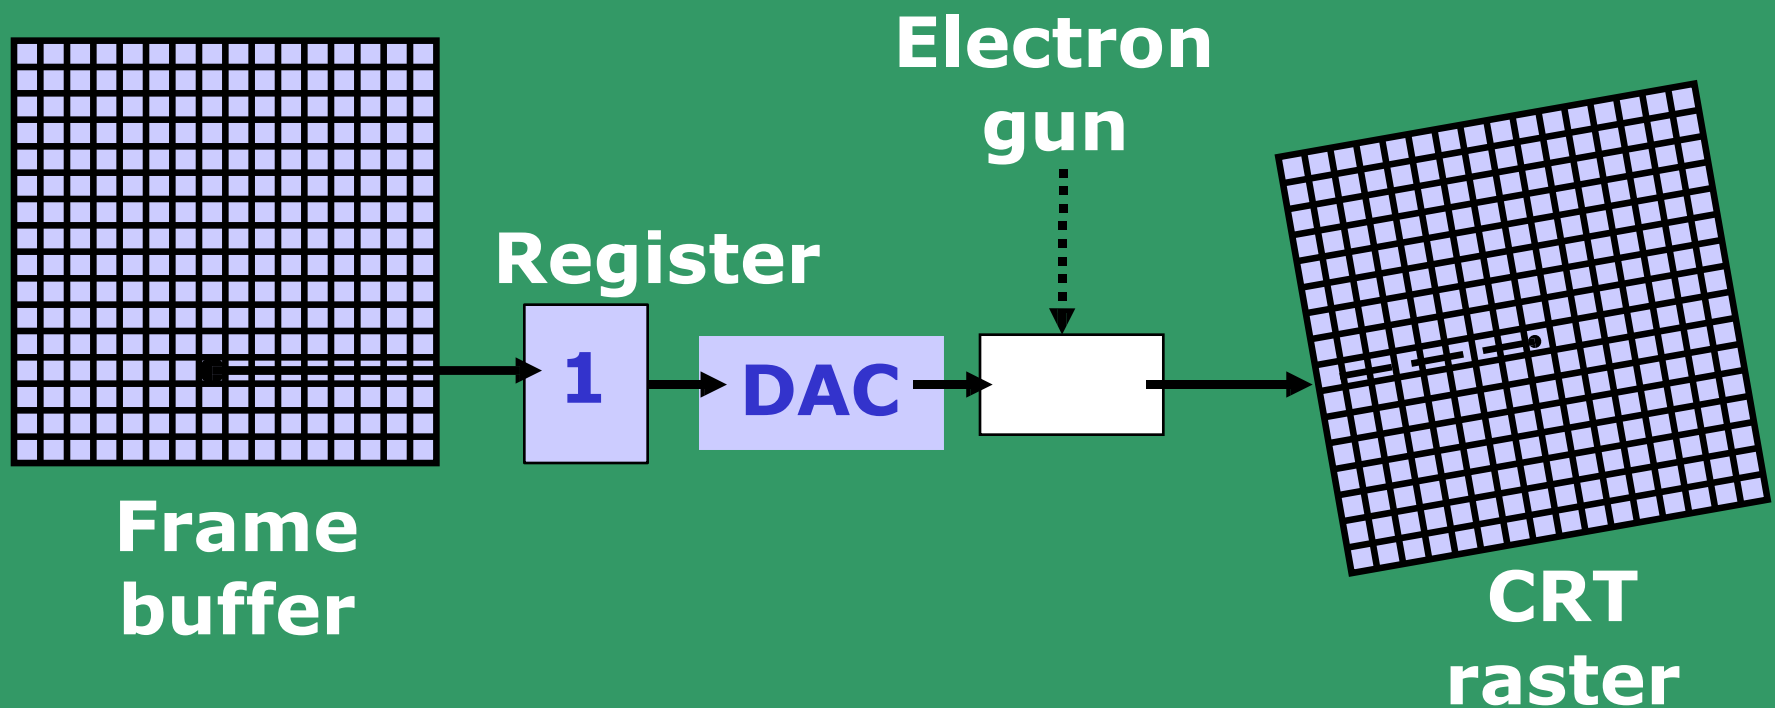 Electron
gun
Register
1
DAC
Frame
buffer
CRT
raster